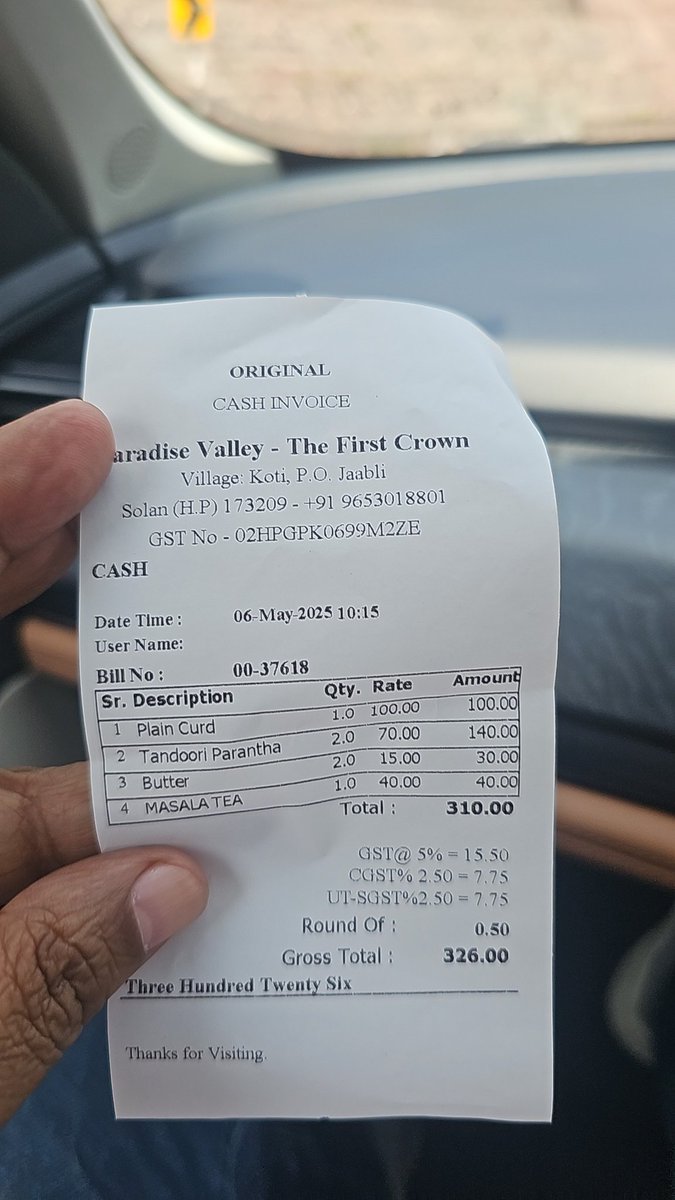 ORIGINAL
CASH INVOICE
aradise Valley - The First Crown
Village: Koti, P.O. Jaabli
Solan (H.P) 173209 - +91 9653018801
GST No - 02HPGPK0699M2ZE
CASH
Date Time : 06-May-2025 10:15
User Name:
Bill No : 00-37618
Sr. Description Qty. Rate Amount
1 Plain Curd 1.0 100.00 100.00
2 Tandoori Parantha 2.0 70.00 140.00
3 Butter 2.0 15.00 30.00
4 MASALA TEA 1.0 40.00 40.00
Total : 310.00
GST@ 5% = 15.50
CGST% 2.50 = 7.75
UT-SGST%2.50 = 7.75
Round Of : 0.50
Gross Total : 326.00
Three Hundred Twenty Six
Thanks for Visiting.